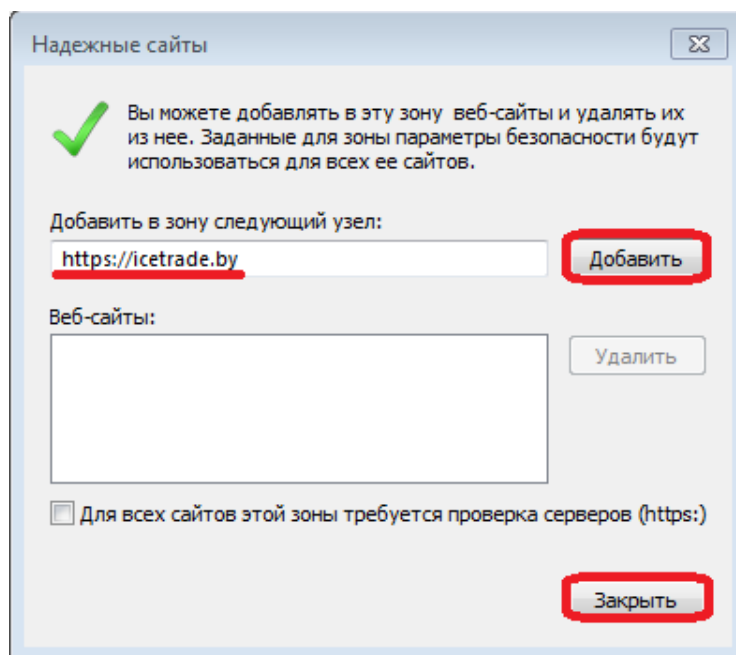 Надежные сайты
Вы можете добавлять в эту зону веб-сайты и удалять их
из нее. Заданные для зоны параметры безопасности будут
использоваться для всех ее сайтов.
Добавить в зону следующий узел:
https://icetrade.by
Добавить
Веб-сайты:
Удалить
Для всех сайтов этой зоны требуется проверка серверов (https:)
Закрыть